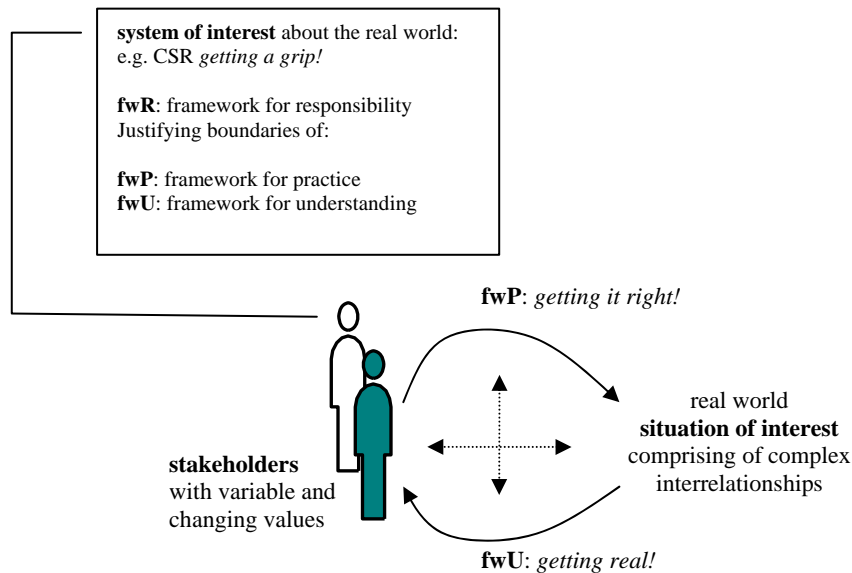 system of interest about the real world:
e.g. CSR getting a grip!
fwR: framework for responsibility
Justifying boundaries of:
fwP: framework for practice
fwU: framework for understanding
fwP: getting it right!
real world
situation of interest
comprising of complex
interrelationships
stakeholders
with variable and
changing values
fwU: getting real!